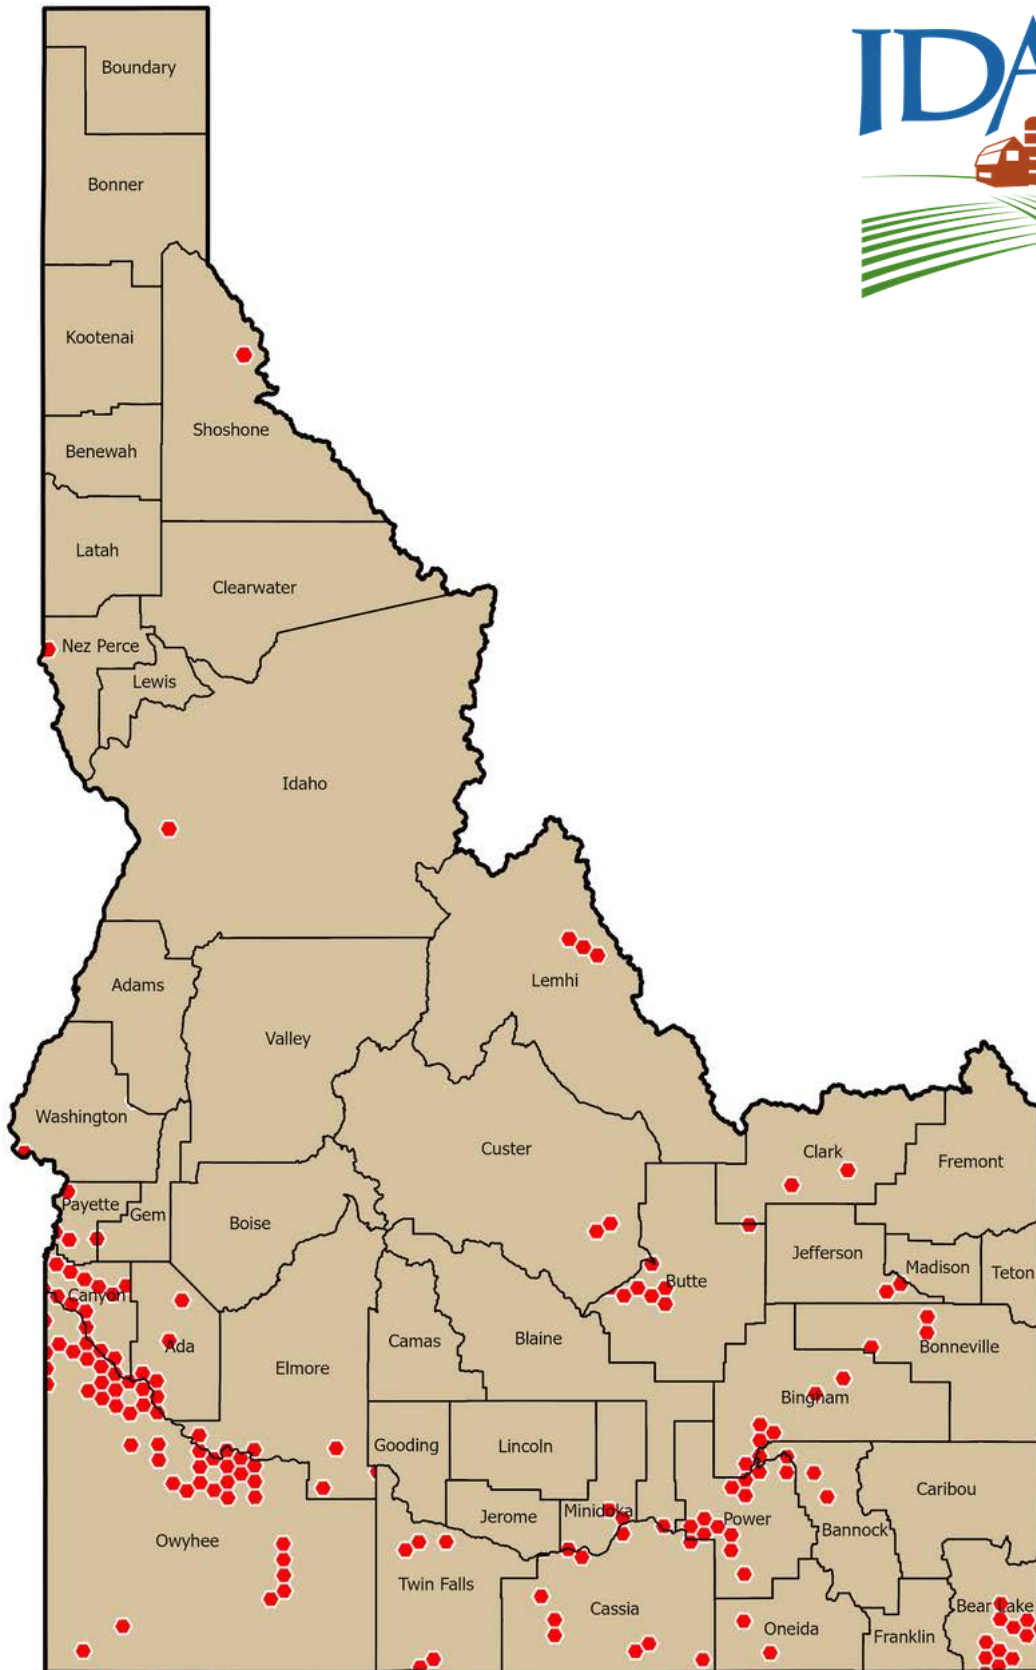 IDA
Boundary
Bonner
Kootenai
Shoshone
Benewah
Latah
Clearwater
Nez Perce
Lewis
Idaho
Lemhi
Adams
Valley
Washington
Custer
Clark
Fremont
Payette
Gem
Boise
Jefferson
Madison
Teton
Butte
Canyon
Ada
Camas
Blaine
Bonneville
Elmore
Bingham
Gooding
Lincoln
Caribou
Minidoka
Jerome
Power
Bannock
Owyhee
Twin Falls
Cassia
Bear Lake
Oneida
Franklin